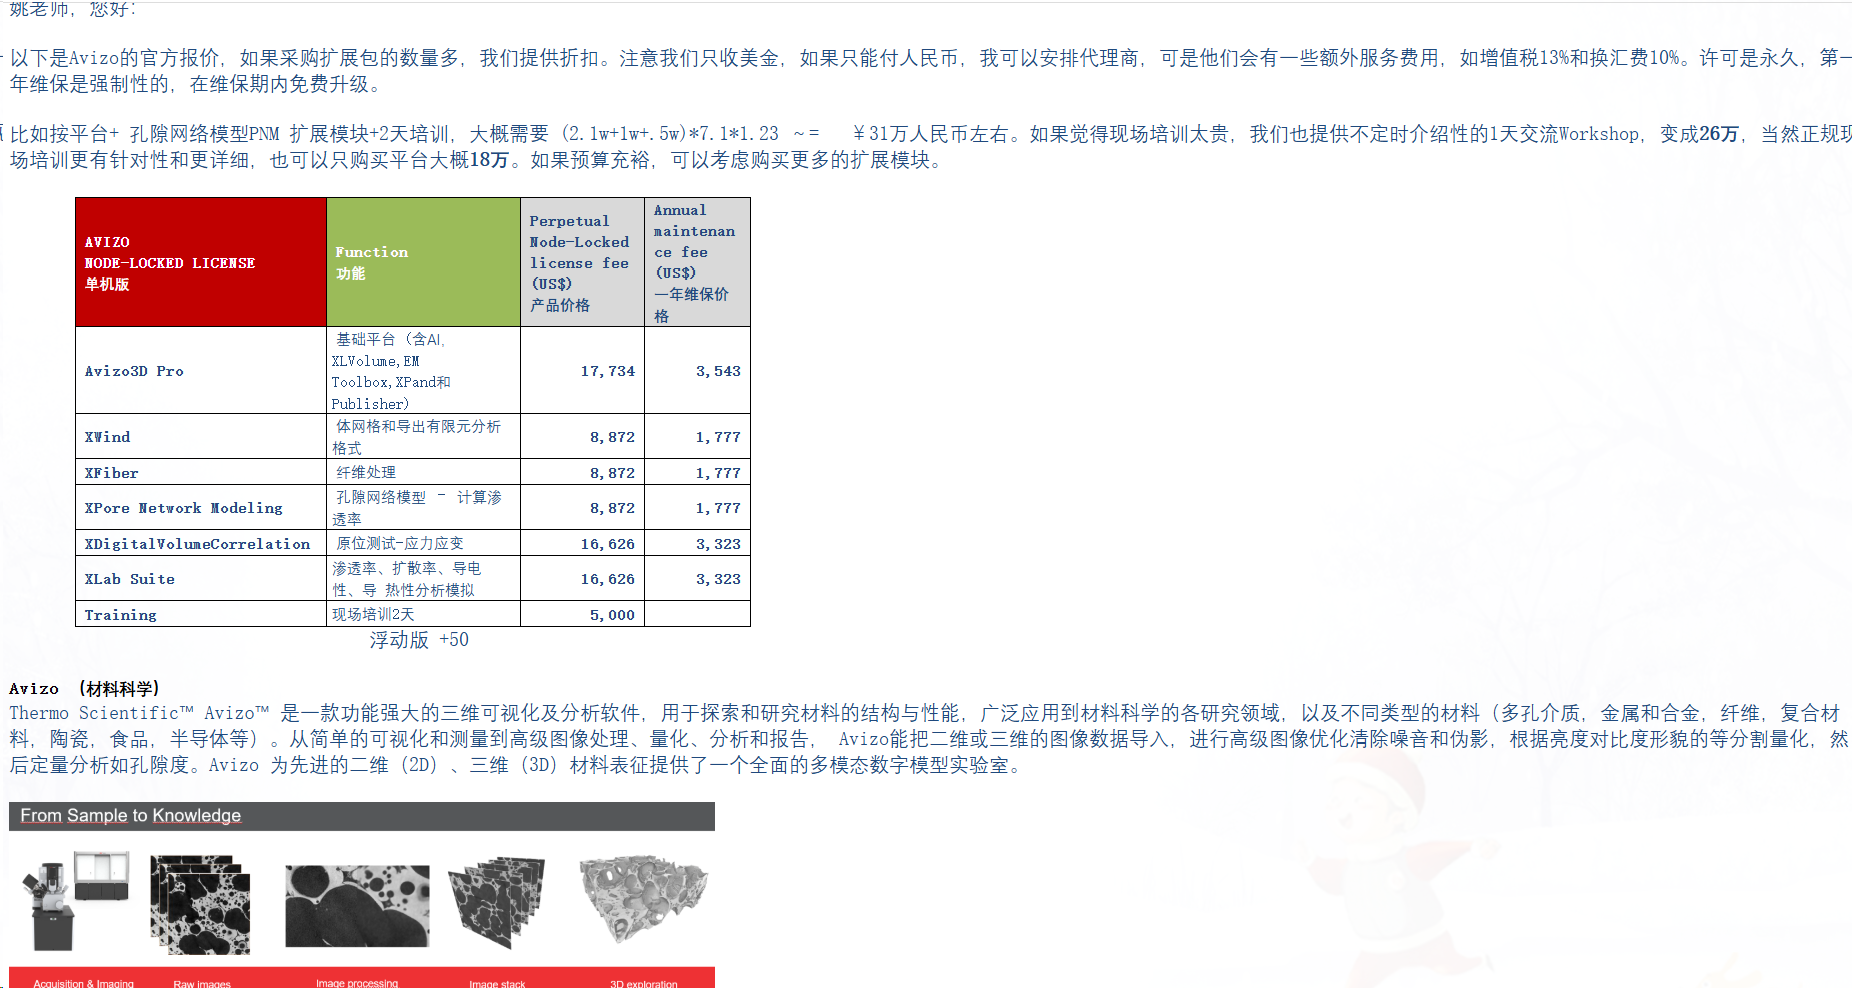 姚老师, 您好:
以下是Avizo的官方报价, 如果采购扩展包的数量多, 我们提供折扣。注意我们只收美金, 如果只能付人民币, 我可以安排代理商, 可是他们会有一些额外服务费用, 如增值税13%和换汇费10%。许可是永久, 第一
年维保是强制性的, 在维保期内免费升级。
比如按平台+ 孔隙网络模型PNM 扩展模块+2天培训, 大概需要 (2.1w+1w+.5w)*7.1*1.23 ~= ￥31万人民币左右。如果觉得现场培训太贵, 我们也提供不定时介绍性的1天交流Workshop, 变成26万, 当然正规现
场培训更有针对性和更详细, 也可以只购买平台大概18万。如果预算充裕, 可以考虑购买更多的扩展模块。
AVIZO
NODE-LOCKED LICENSE
单机版
Function
功能
Perpetual
Node-Locked
license fee
(US$)
产品价格
Annual
maintenan
ce fee
(US$)
一年维保价
格
Avizo3D Pro
基础平台 (含AI,
XLVolume,EM
Toolbox,XPand和
Publisher)
17,734
3,543
XWind
体网格和导出有限元分析
格式
8,872
1,777
XFiber
纤维处理
8,872
1,777
XPore Network Modeling
孔隙网络模型 - 计算渗
透率
8,872
1,777
XDigitalVolumeCorrelation
原位测试-应力应变
16,626
3,323
XLab Suite
渗透率、扩散率、导电
性、导 热性分析模拟
16,626
3,323
Training
现场培训2天
5,000
浮动版 +50
Avizo (材料科学)
Thermo Scientific™ Avizo™ 是一款功能强大的三维可视化及分析软件, 用于探索和研究材料的结构与性能, 广泛应用到材料科学的各研究领域, 以及不同类型的材料 (多孔介质, 金属和合金, 纤维, 复合材
料, 陶瓷, 食品, 半导体等) 。从简单的可视化和测量到高级图像处理、量化、分析和报告, Avizo能把二维或三维的图像数据导入, 进行高级图像优化清除噪音和伪影, 根据亮度对比度形貌的等分割量化, 然
后定量分析如孔隙度。Avizo 为先进的二维 (2D) 、三维 (3D) 材料表征提供了一个全面的多模态数字模型实验室。
From Sample to Knowledge
Acquisition & Imaging
Raw images
Image processing
Image stack
3D exploration